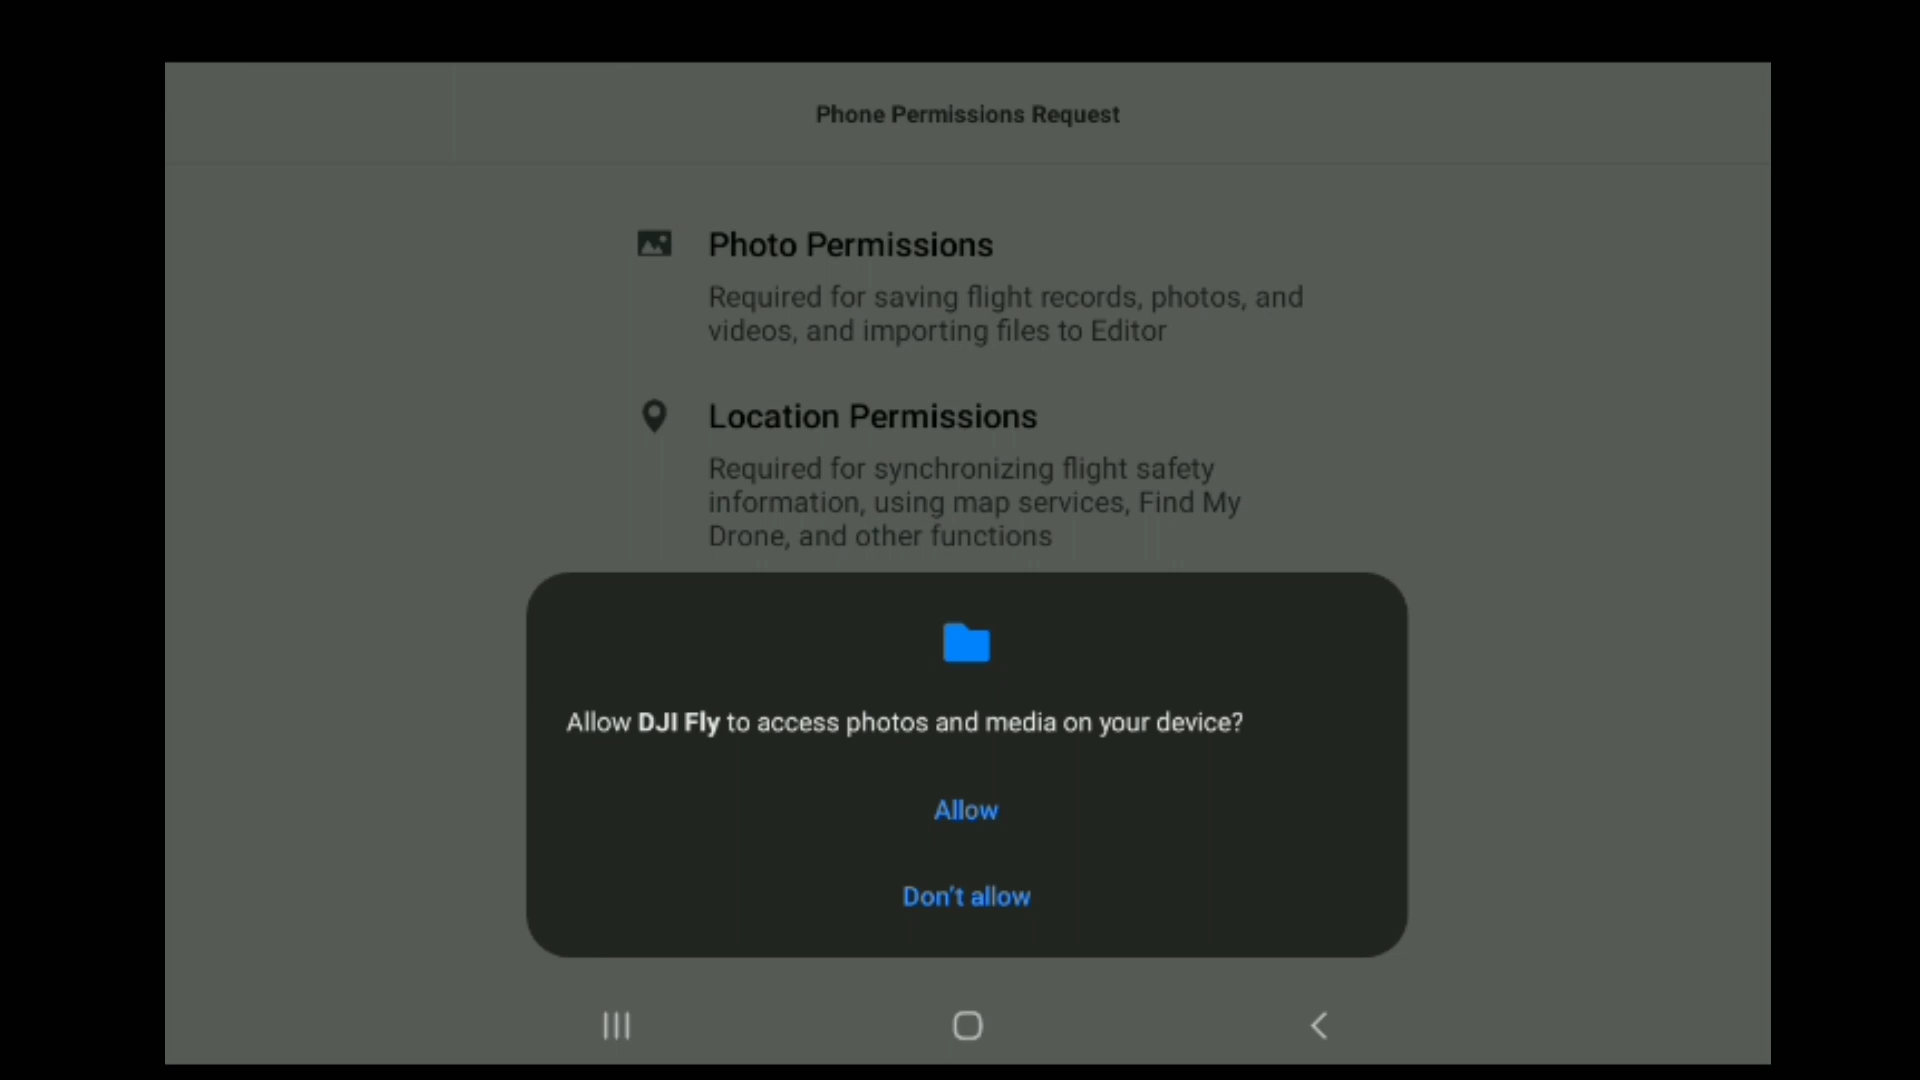 Phone Permissions Request
Photo Permissions
Required for saving flight records, photos, and
videos, and importing files to Editor
Location Permissions
Required for synchronizing flight safety
information, using map services, Find My
Drone, and other functions
Allow DJI Fly to access photos and media on your device?
Allow
Don't allow